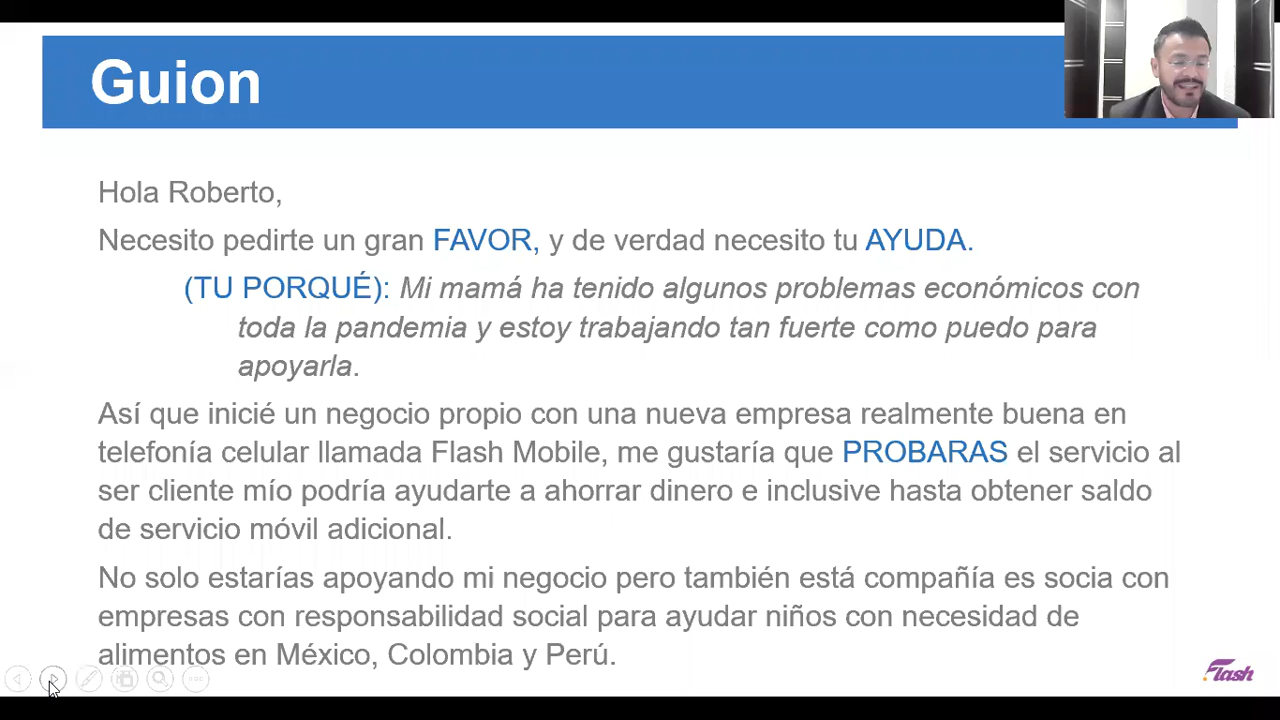 Guion
Hola Roberto,
Necesito pedirte un gran FAVOR, y de verdad necesito tu AYUDA.
(TU PORQUÉ): Mi mamá ha tenido algunos problemas económicos con
toda la pandemia y estoy trabajando tan fuerte como puedo para
apoyarla.
Así que inicié un negocio propio con una nueva empresa realmente buena en
telefonía celular llamada Flash Mobile, me gustaría que PROBARAS el servicio al
ser cliente mío podría ayudarte a ahorrar dinero e inclusive hasta obtener saldo
de servicio móvil adicional.
No solo estarías apoyando mi negocio pero también está compañía es socia con
empresas con responsabilidad social para ayudar niños con necesidad de
alimentos en México, Colombia y Perú.
Flash